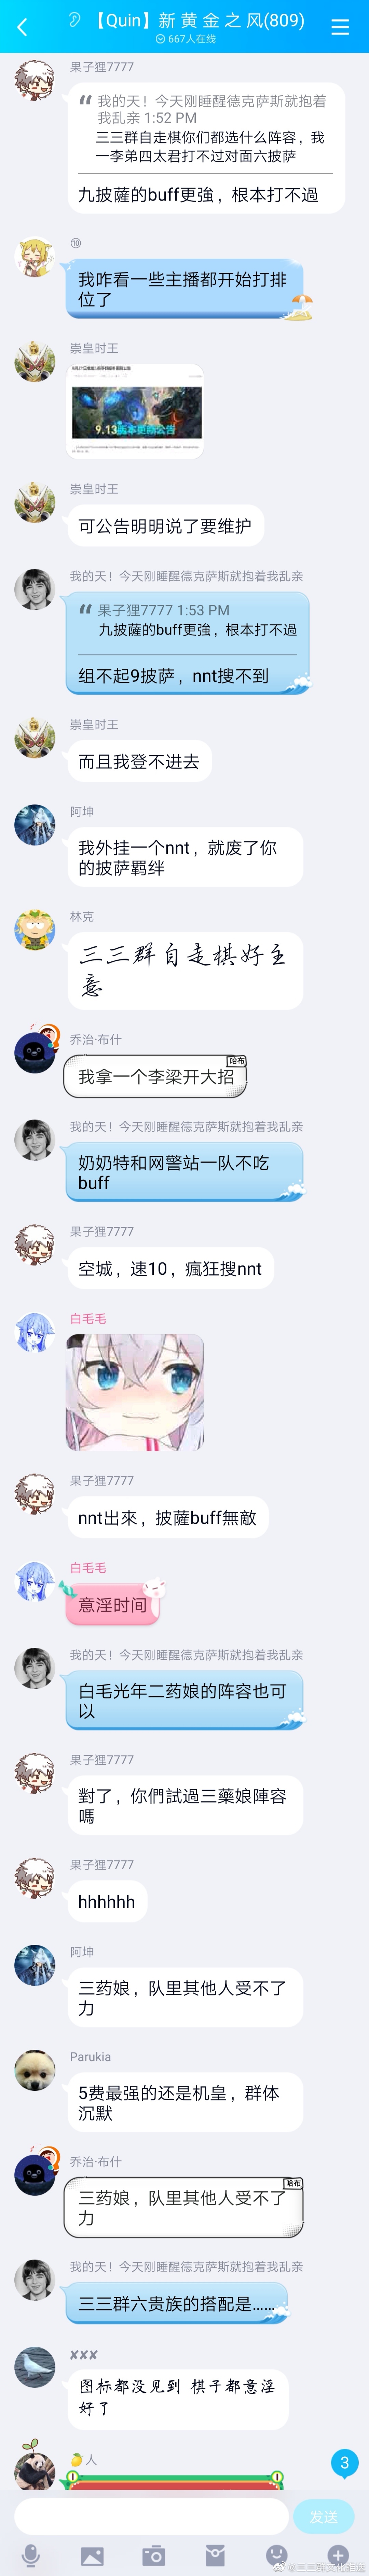 【Quin】新 黄 金 之 风(809)
667人在线
果子狸7777
我的天！今天刚睡醒德克萨斯就抱着
我乱亲 1:52 PM
三三群自走棋你们都选什么阵容，我
一李弟四太君打不过对面六披萨
九披薩的buff更強，根本打不過
⑩
我咋看一些主播都开始打排
位了
崇皇时王
9.13版本更新公告
崇皇时王
可公告明明说了要维护
我的天！今天刚睡醒德克萨斯就抱着我乱亲
果子狸7777 1:53 PM
九披薩的buff更強，根本打不過
组不起9披萨，nnt搜不到
崇皇时王
而且我登不进去
阿坤
我外挂一个nnt，就废了你
的披萨羁绊
林克
三三群自走棋好主
意
乔治·布什
哈布
我拿一个李梁开大招
我的天！今天刚睡醒德克萨斯就抱着我乱亲
奶奶特和网警站一队不吃
buff
果子狸7777
空城，速10，瘋狂搜nnt
白毛毛
果子狸7777
nnt出來，披薩buff無敵
白毛毛
意淫时间
我的天！今天刚睡醒德克萨斯就抱着我乱亲
白毛光年二药娘的阵容也可
以
果子狸7777
對了，你們試過三藥娘陣容
嗎
果子狸7777
hhhhhh
阿坤
三药娘，队里其他人受不了
力
Parukia
5费最强的还是机皇，群体
沉默
乔治·布什
哈布
三药娘，队里其他人受不了
力
我的天！今天刚睡醒德克萨斯就抱着我乱亲
三三群六贵族的搭配是……
✘✘✘
图标都没见到 棋子都意淫
好了
🍋人
3
发送